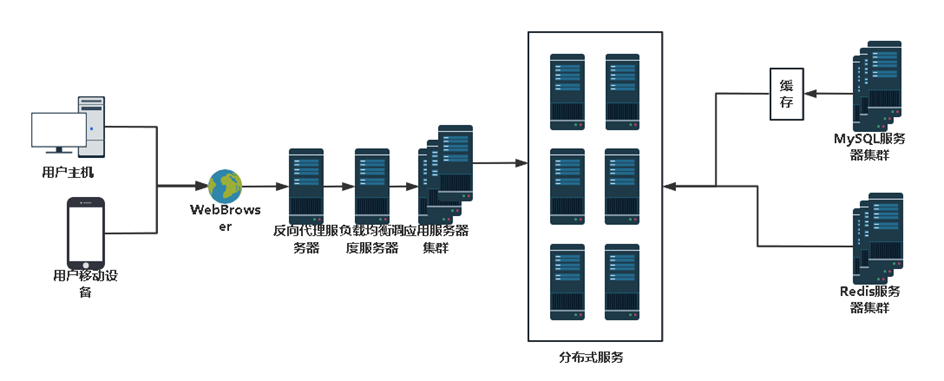 用户主机
用户移动设
备
WebBrows
er
反向代理服
务器
负载均衡调
度服务器
应用服务器
集群
分布式服务
缓
存
MySQL服务
器集群
Redis服务
器集群